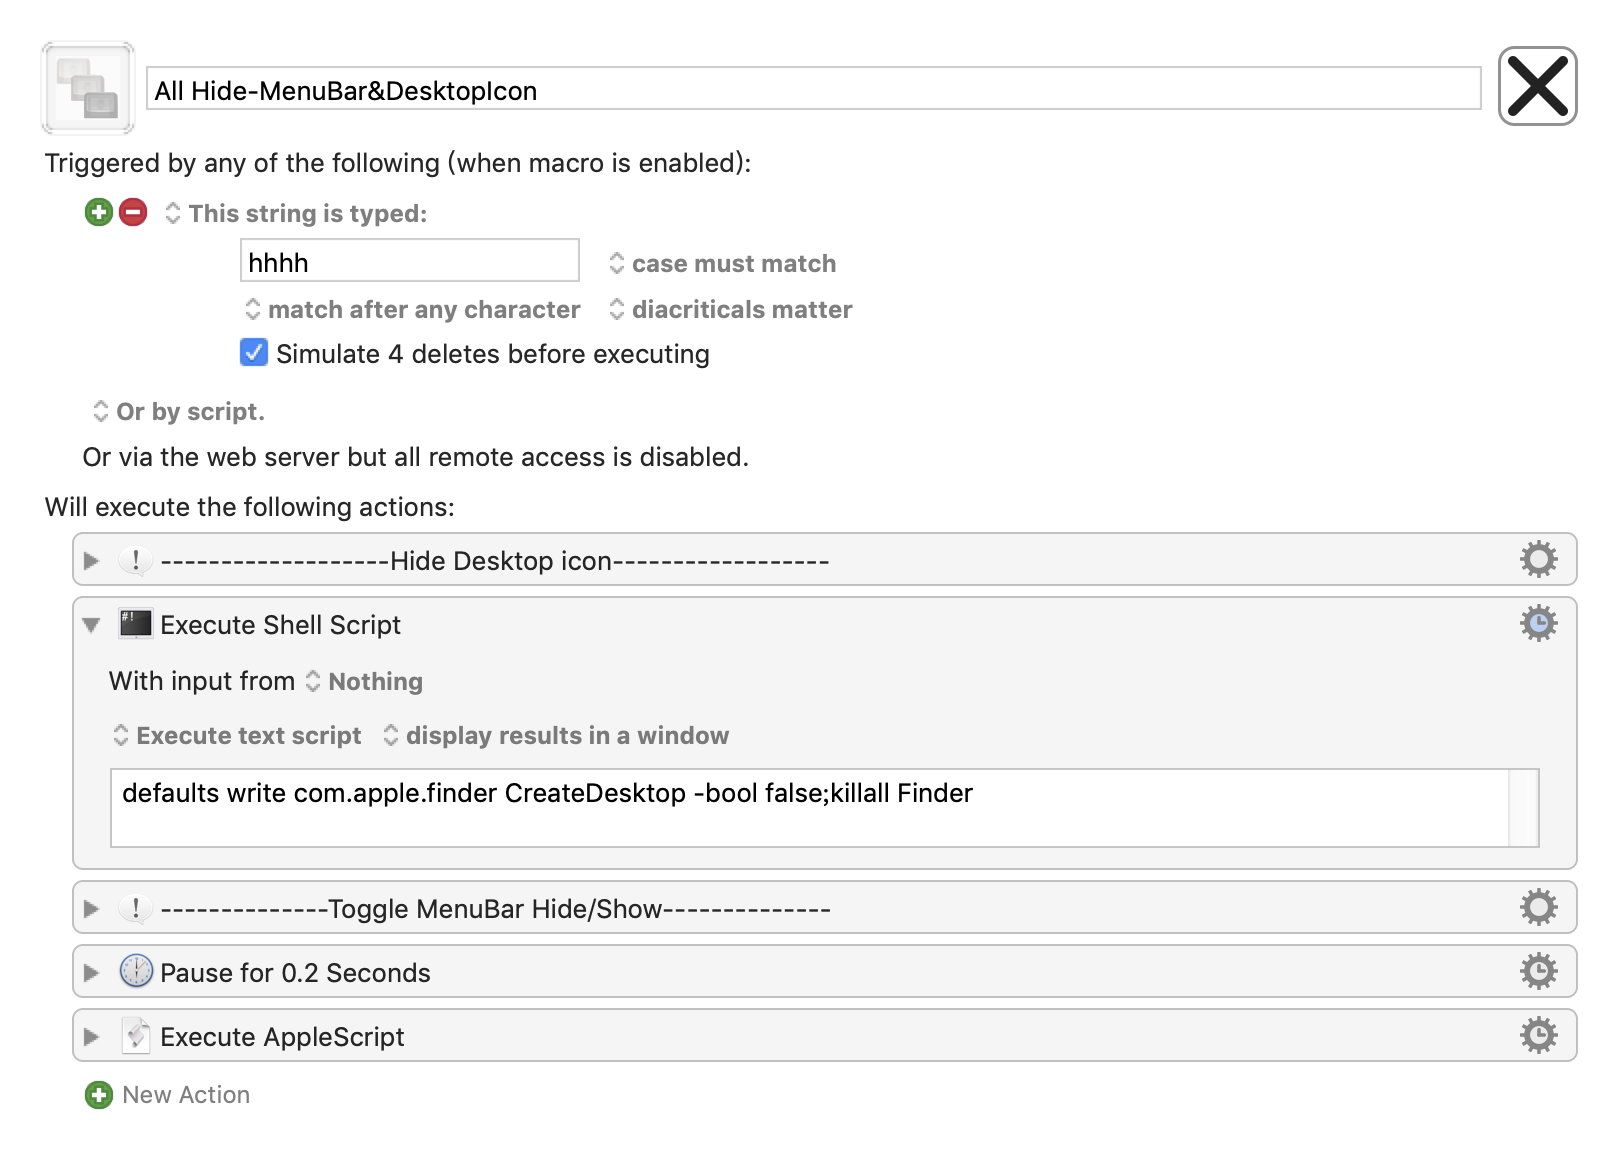 All Hide-MenuBar&DesktopIcon
Triggered by any of the following (when macro is enabled):
This string is typed:
hhhh case must match
match after any character diacriticals matter
Simulate 4 deletes before executing
Or by script.
Or via the web server but all remote access is disabled.
Will execute the following actions:
-------------------Hide Desktop icon------------------
#! Execute Shell Script
With input from Nothing
Execute text script display results in a window
defaults write com.apple.finder CreateDesktop -bool false;killall Finder
--------------Toggle MenuBar Hide/Show--------------
Pause for 0.2 Seconds
Execute AppleScript
New Action